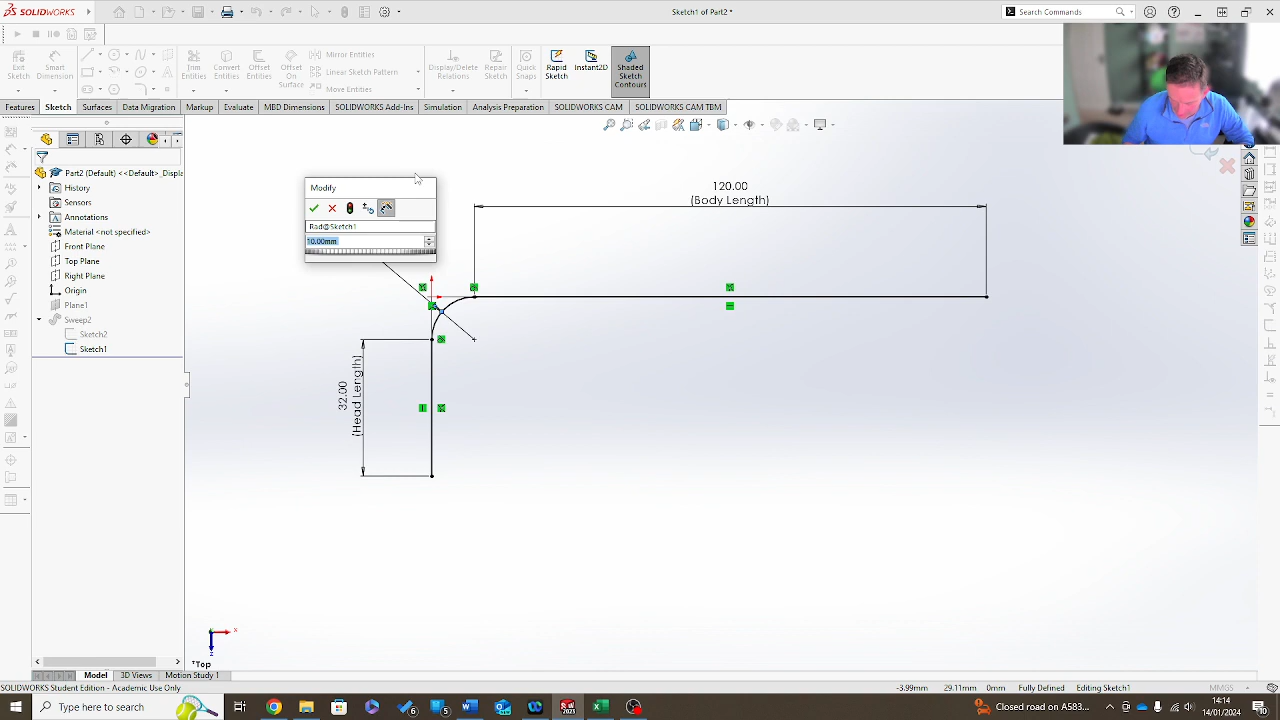 SOLIDWORKS
Sketch1 of Part2*
Search Commands
Exit Sketch
Smart Dimension
Trim Entities
Convert Entities
Offset Entities
Offset On Surface
Mirror Entities
Linear Sketch Pattern
Move Entities
Display/Delete Relations
Repair Sketch
Quick Snaps
Rapid Sketch
Instant2D
Shaded Sketch Contours
Features
Sketch
Surfaces
Data Migration
Markup
Evaluate
MBD Dimensions
SOLIDWORKS Add-Ins
Simulation
Analysis Preparation
SOLIDWORKS CAM
SOLIDWORKS CAM TBM
Part2 (Default) <<Default>_Displa
History
Sensors
Annotations
Material <not specified>
Front Plane
Top Plane
Right Plane
Origin
Plane1
Sweep2
Sketch2
Sketch1
Modify
Rad@Sketch1
10.00mm
120.00
(Body Length)
32.00
(Head Length)
x
z
*Top
Model
3D Views
Motion Study 1
SOLIDWORKS Student Edition - Academic Use Only
-3.99mm
29.11mm
0mm
Fully Defined
Editing Sketch1
MMGS
Type here to search
Closed road on A583...
14:14
14/01/2024